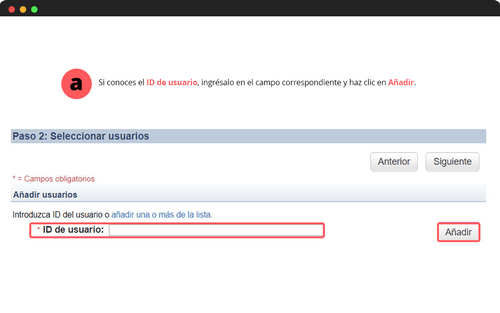 a
Si conoces el ID de usuario, ingrésalo en el campo correspondiente y haz clic en Añadir.
Paso 2: Seleccionar usuarios
Anterior Siguiente
* = Campos obligatorios
Añadir usuarios
Introduzca ID del usuario o añadir una o más de la lista.
* ID de usuario:
Añadir